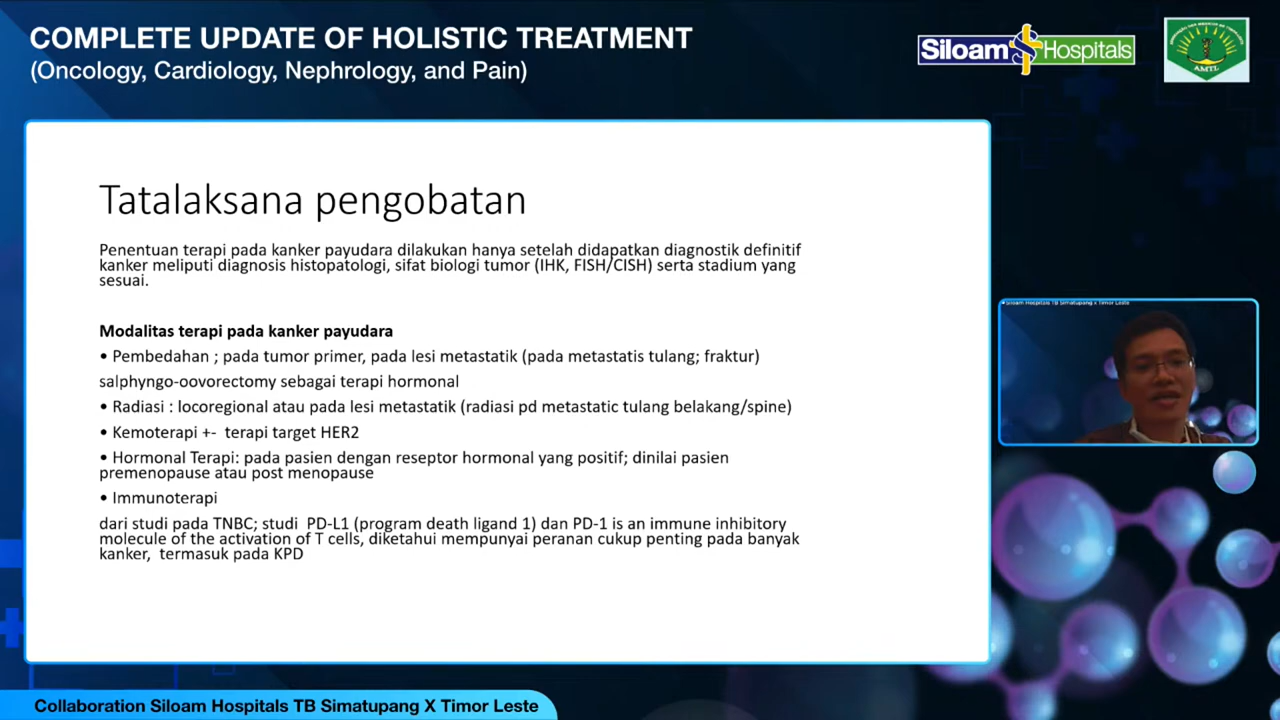 COMPLETE UPDATE OF HOLISTIC TREATMENT
(Oncology, Cardiology, Nephrology, and Pain)
Siloam Hospitals
AMTL
Tatalaksana pengobatan
Penentuan terapi pada kanker payudara dilakukan hanya setelah didapatkan diagnostik definitif
kanker meliputi diagnosis histopatologi, sifat biologi tumor (IHK, FISH/CISH) serta stadium yang
sesuai.
Modalitas terapi pada kanker payudara
• Pembedahan ; pada tumor primer, pada lesi metastatik (pada metastatis tulang; fraktur)
salphyngo-oovorectomy sebagai terapi hormonal
• Radiasi : locoregional atau pada lesi metastatik (radiasi pd metastatic tulang belakang/spine)
• Kemoterapi +- terapi target HER2
• Hormonal Terapi: pada pasien dengan reseptor hormonal yang positif; dinilai pasien
premenopause atau post menopause
• Immunoterapi
dari studi pada TNBC; studi PD-L1 (program death ligand 1) dan PD-1 is an immune inhibitory
molecule of the activation of T cells, diketahui mempunyai peranan cukup penting pada banyak
kanker, termasuk pada KPD
Siloam Hospitals TB Simatupang X Timor Leste
Collaboration Siloam Hospitals TB Simatupang X Timor Leste